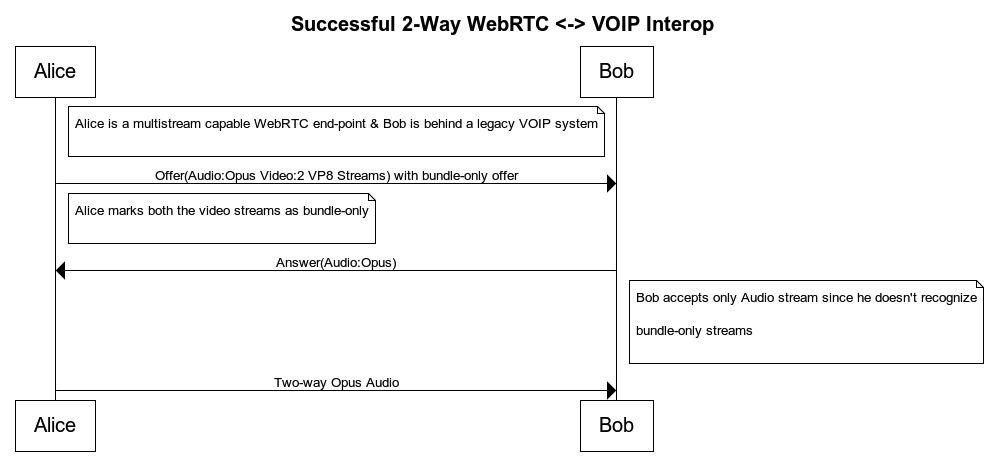 Successful 2-Way WebRTC <-> VOIP Interop
Alice
Bob
Alice is a multistream capable WebRTC end-point & Bob is behind a legacy VOIP system
Offer(Audio:Opus Video:2 VP8 Streams) with bundle-only offer
Alice marks both the video streams as bundle-only
Answer(Audio:Opus)
Bob accepts only Audio stream since he doesn't recognize
bundle-only streams
Two-way Opus Audio
Alice
Bob